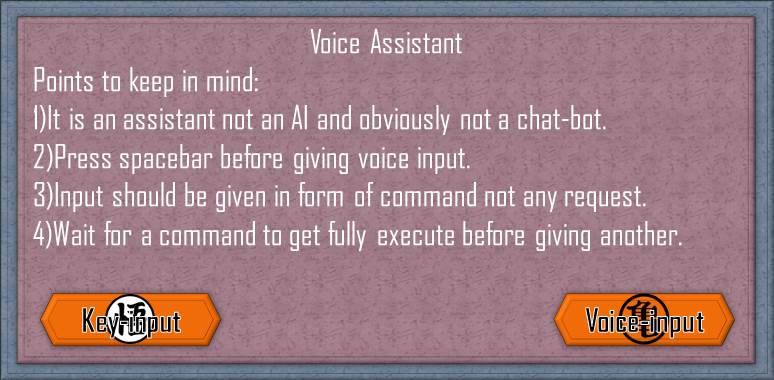 Voice Assistant
Points to keep in mind:
1)It is an assistant not an AI and obviously not a chat-bot.
2)Press spacebar before giving voice input.
3)Input should be given in form of command not any request.
4)Wait for a command to get fully execute before giving another.
Key-input
悟
Voice-input
亀